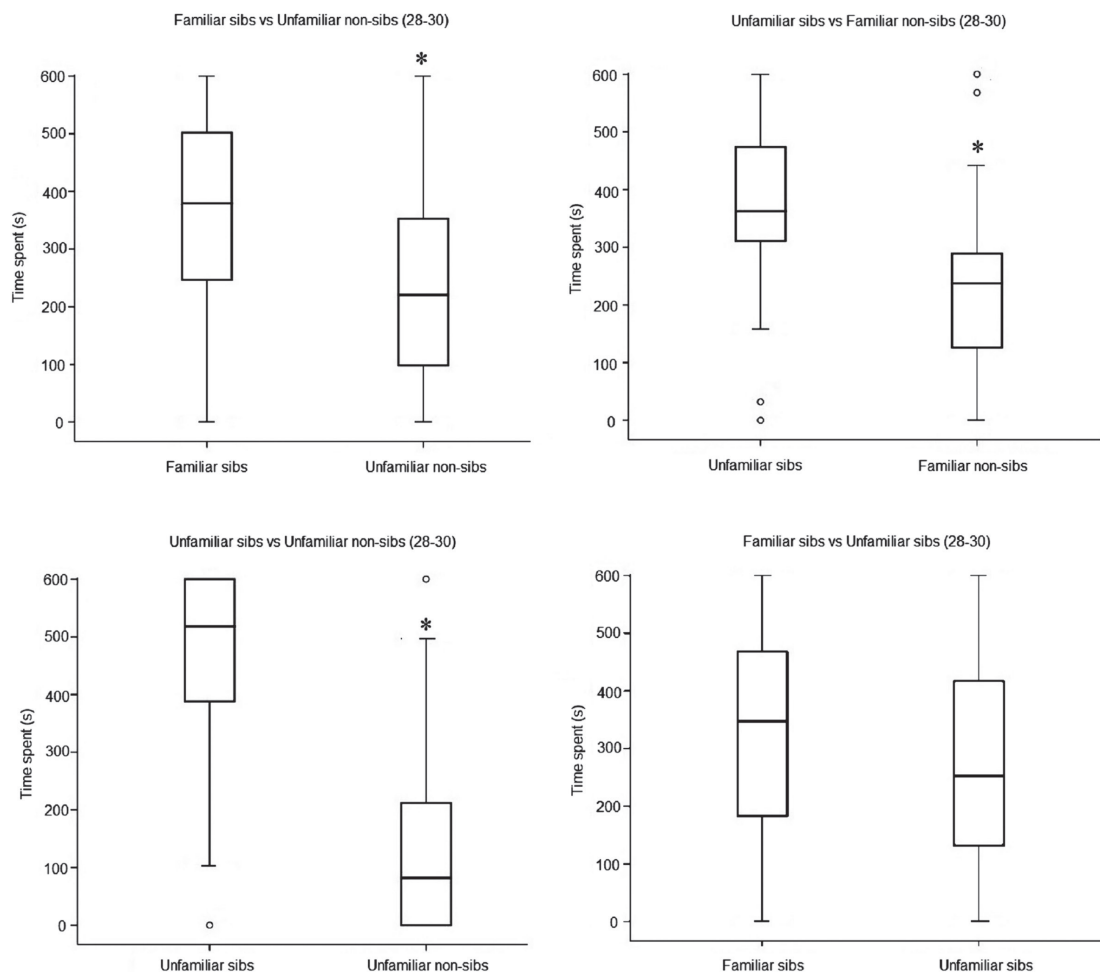 Familiar sibs vs Unfamiliar non-sibs (28-30)
*
600
500
400
300
200
100
0
Time spent (s)
Familiar sibs
Unfamiliar non-sibs
Unfamiliar sibs vs Familiar non-sibs (28-30)
600
500
*
400
300
200
100
0
Time spent (s)
Unfamiliar sibs
Familiar non-sibs
Unfamiliar sibs vs Unfamiliar non-sibs (28-30)
600
*
500
400
300
200
100
0
Time spent (s)
Unfamiliar sibs
Unfamiliar non-sibs
Familiar sibs vs Unfamiliar sibs (28-30)
600
500
400
300
200
100
0
Time spent (s)
Familiar sibs
Unfamiliar sibs